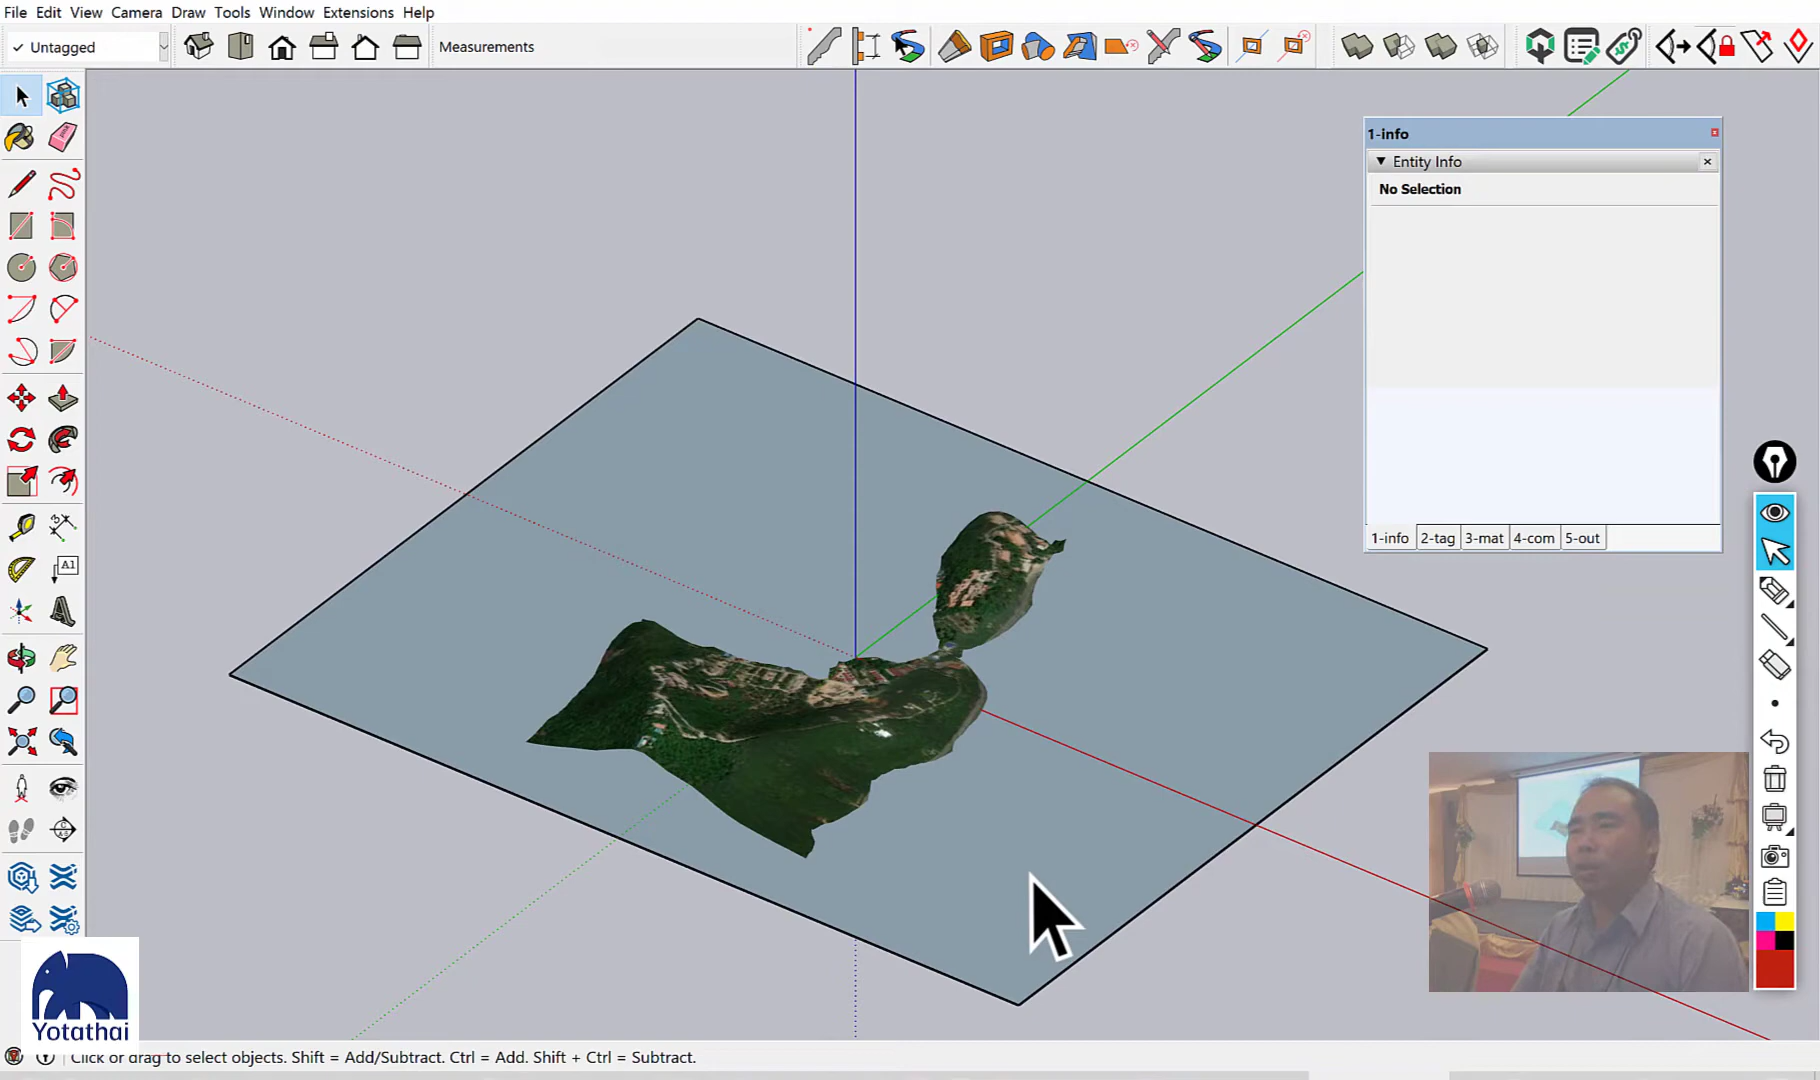 File Edit View Camera Draw Tools Window Extensions Help
✓ Untagged
Measurements
1-info
Entity Info
No Selection
1-info 2-tag 3-mat 4-com 5-out
A1
Yotathai
Click or drag to select objects. Shift = Add/Subtract. Ctrl = Add. Shift + Ctrl = Subtract.